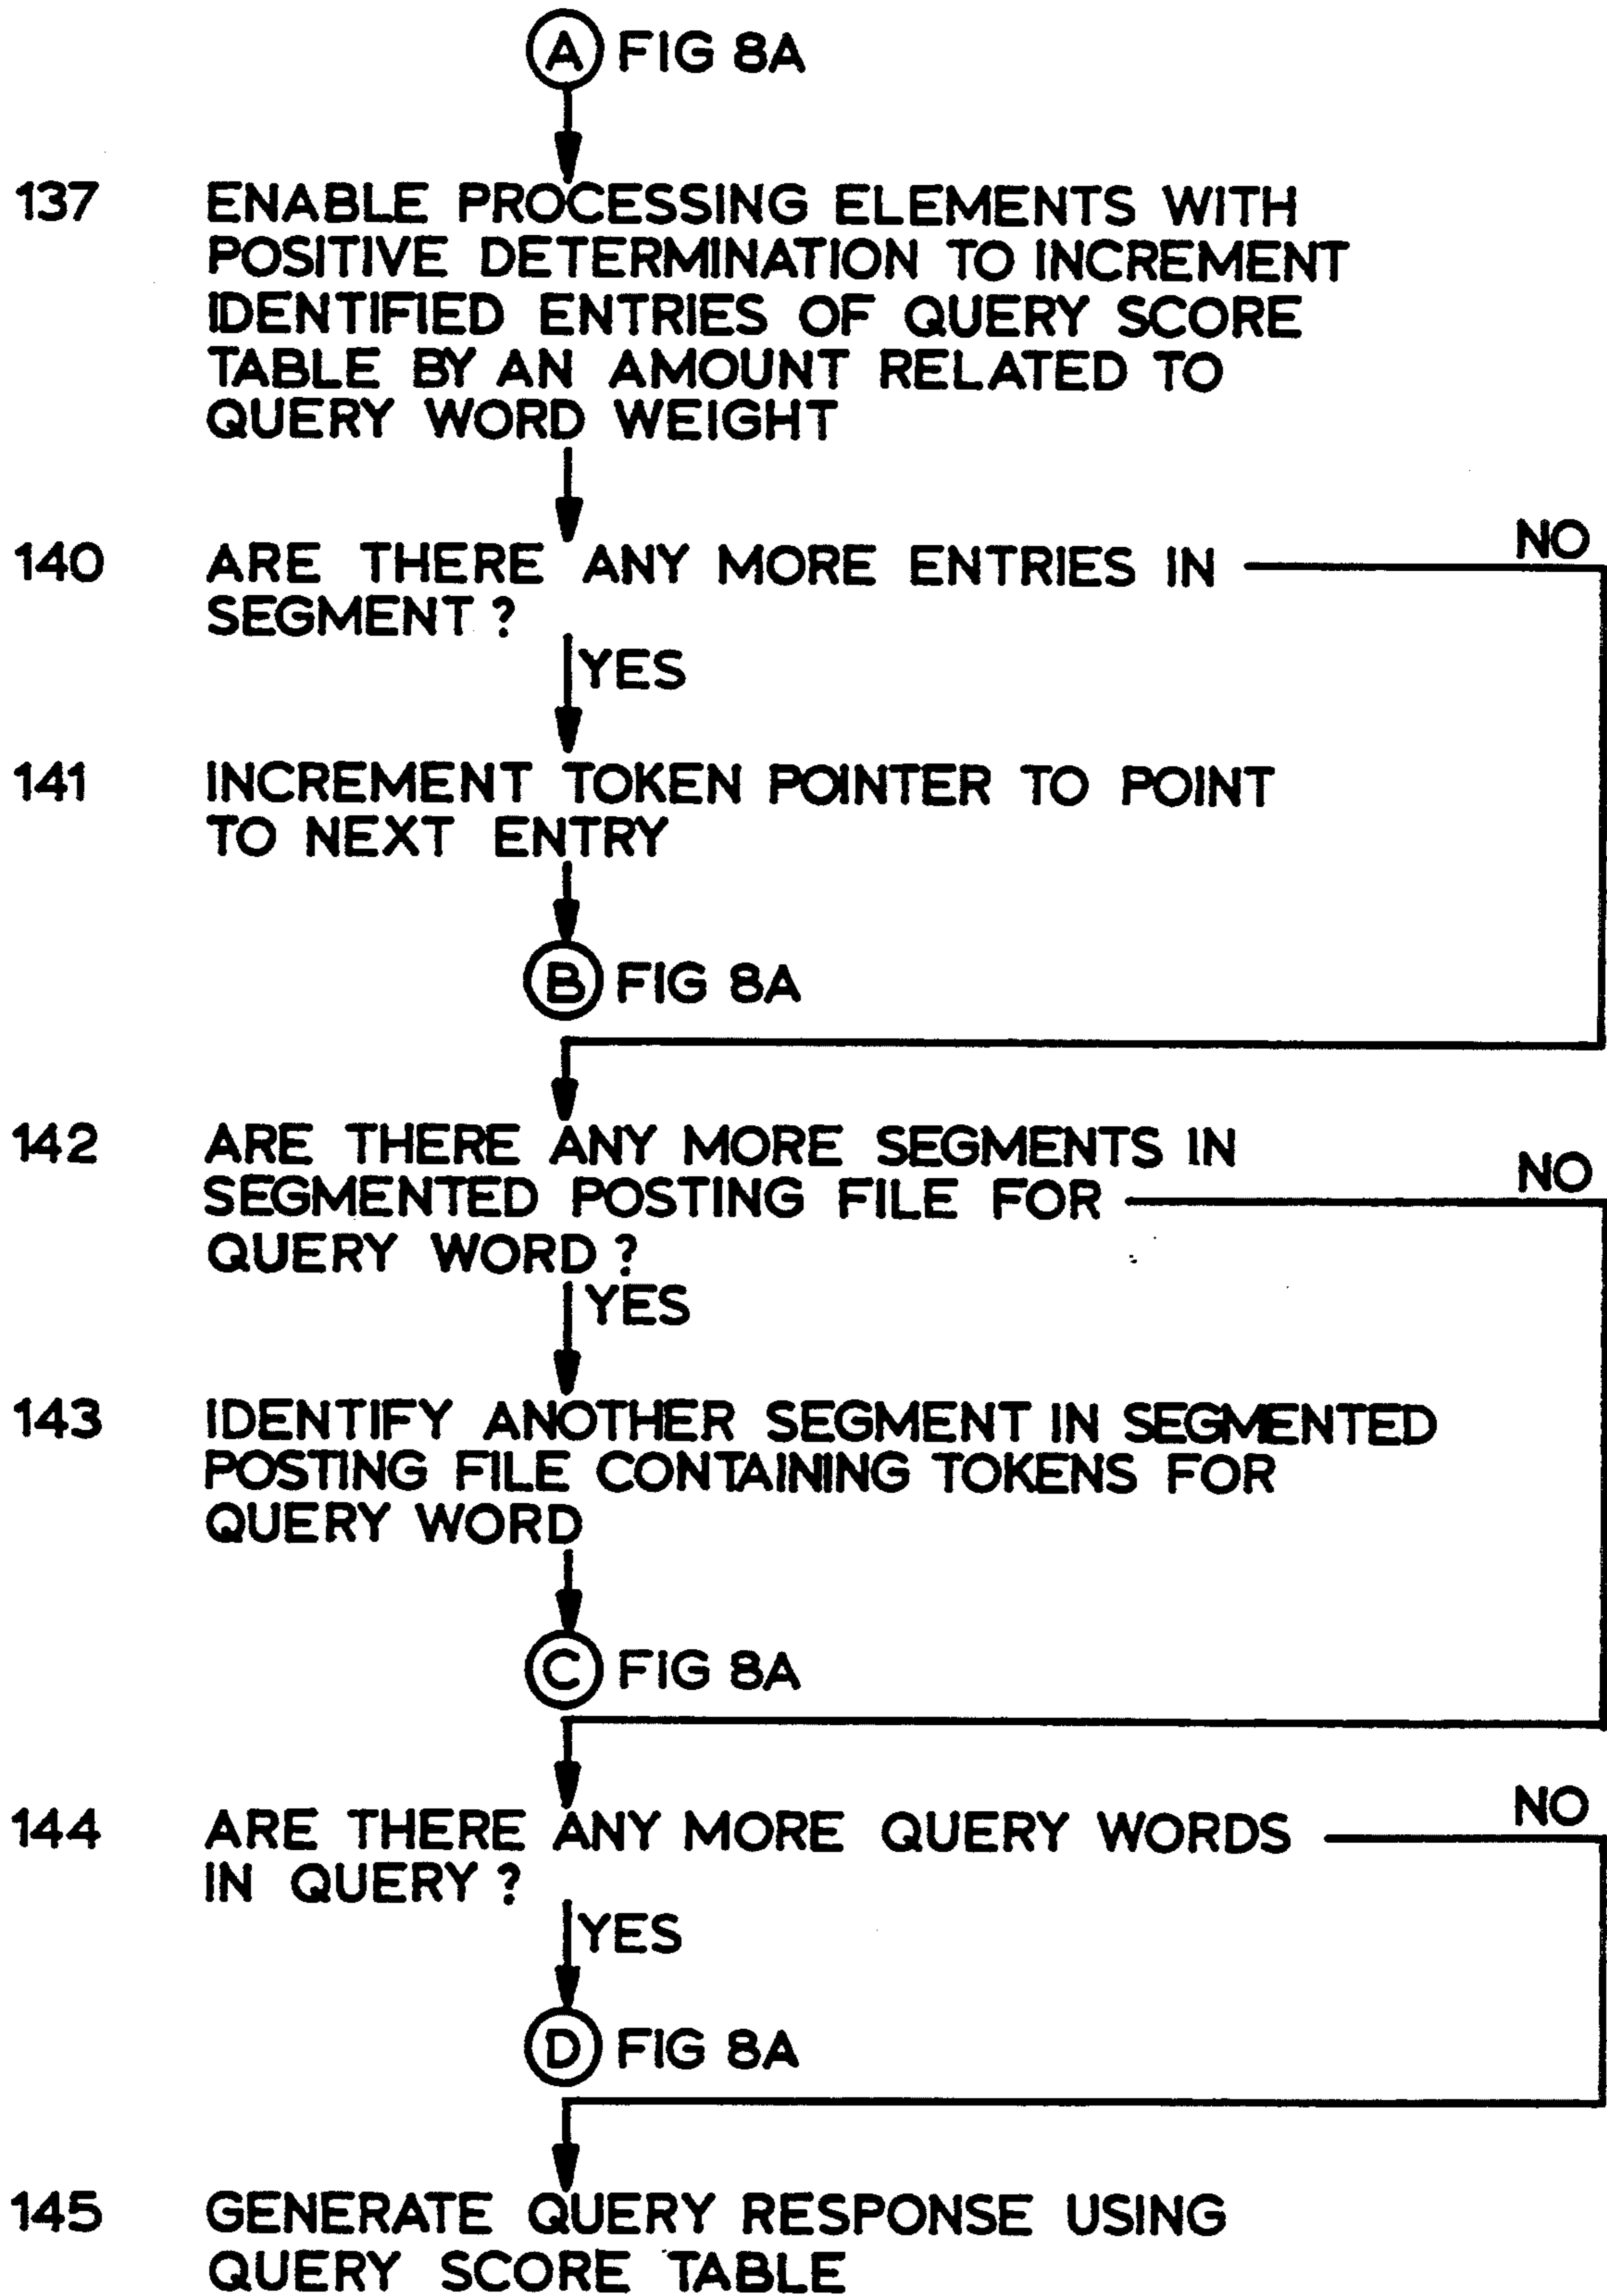 A FIG 8A
137 ENABLE PROCESSING ELEMENTS WITH
POSITIVE DETERMINATION TO INCREMENT
IDENTIFIED ENTRIES OF QUERY SCORE
TABLE BY AN AMOUNT RELATED TO
QUERY WORD WEIGHT
NO
140 ARE THERE ANY MORE ENTRIES IN
SEGMENT ?
YES
141 INCREMENT TOKEN POINTER TO POINT
TO NEXT ENTRY
B FIG 8A
142 ARE THERE ANY MORE SEGMENTS IN
NO
SEGMENTED POSTING FILE FOR
QUERY WORD ?
YES
143 IDENTIFY ANOTHER SEGMENT IN SEGMENTED
POSTING FILE CONTAINING TOKENS FOR
QUERY WORD
C FIG 8A
NO
144 ARE THERE ANY MORE QUERY WORDS
IN QUERY ?
YES
D FIG 8A
145 GENERATE QUERY RESPONSE USING
QUERY SCORE TABLE